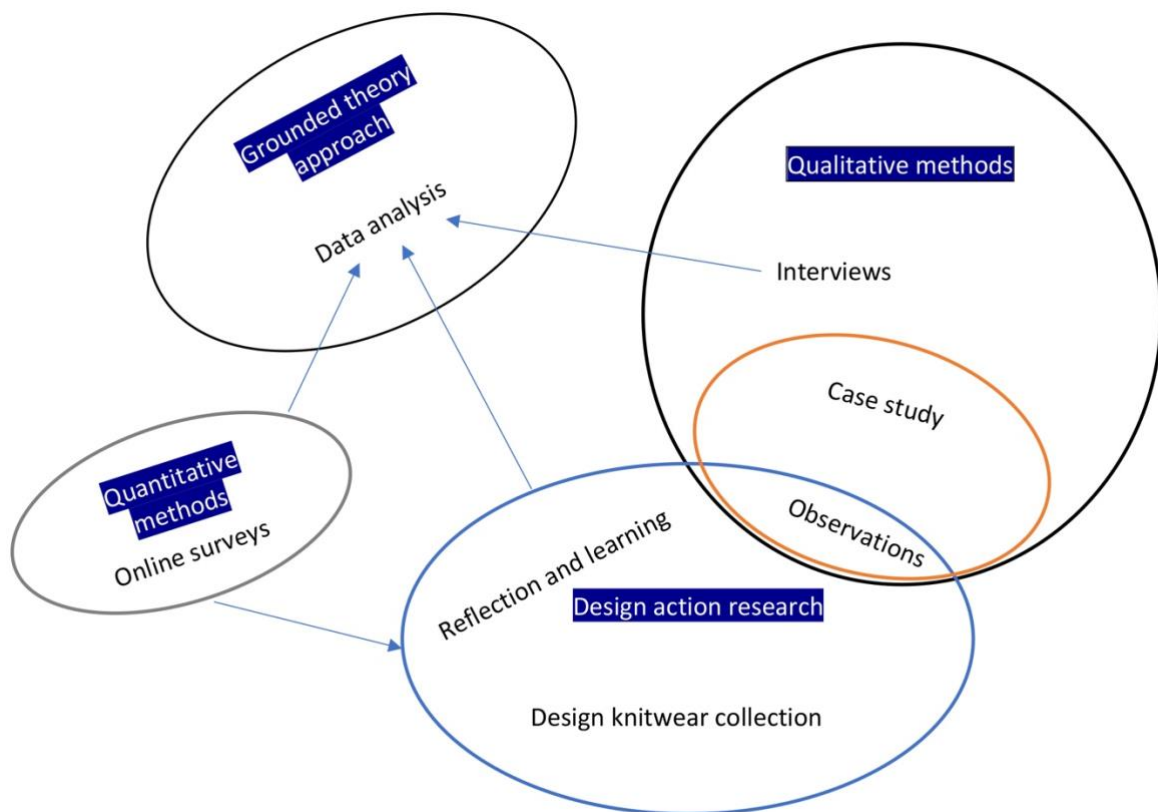 Grounded theory
approach
Data analysis
Qualitative methods
Interviews
Case study
Observations
Quantitative
methods
Online surveys
Reflection and learning
Design action research
Design knitwear collection